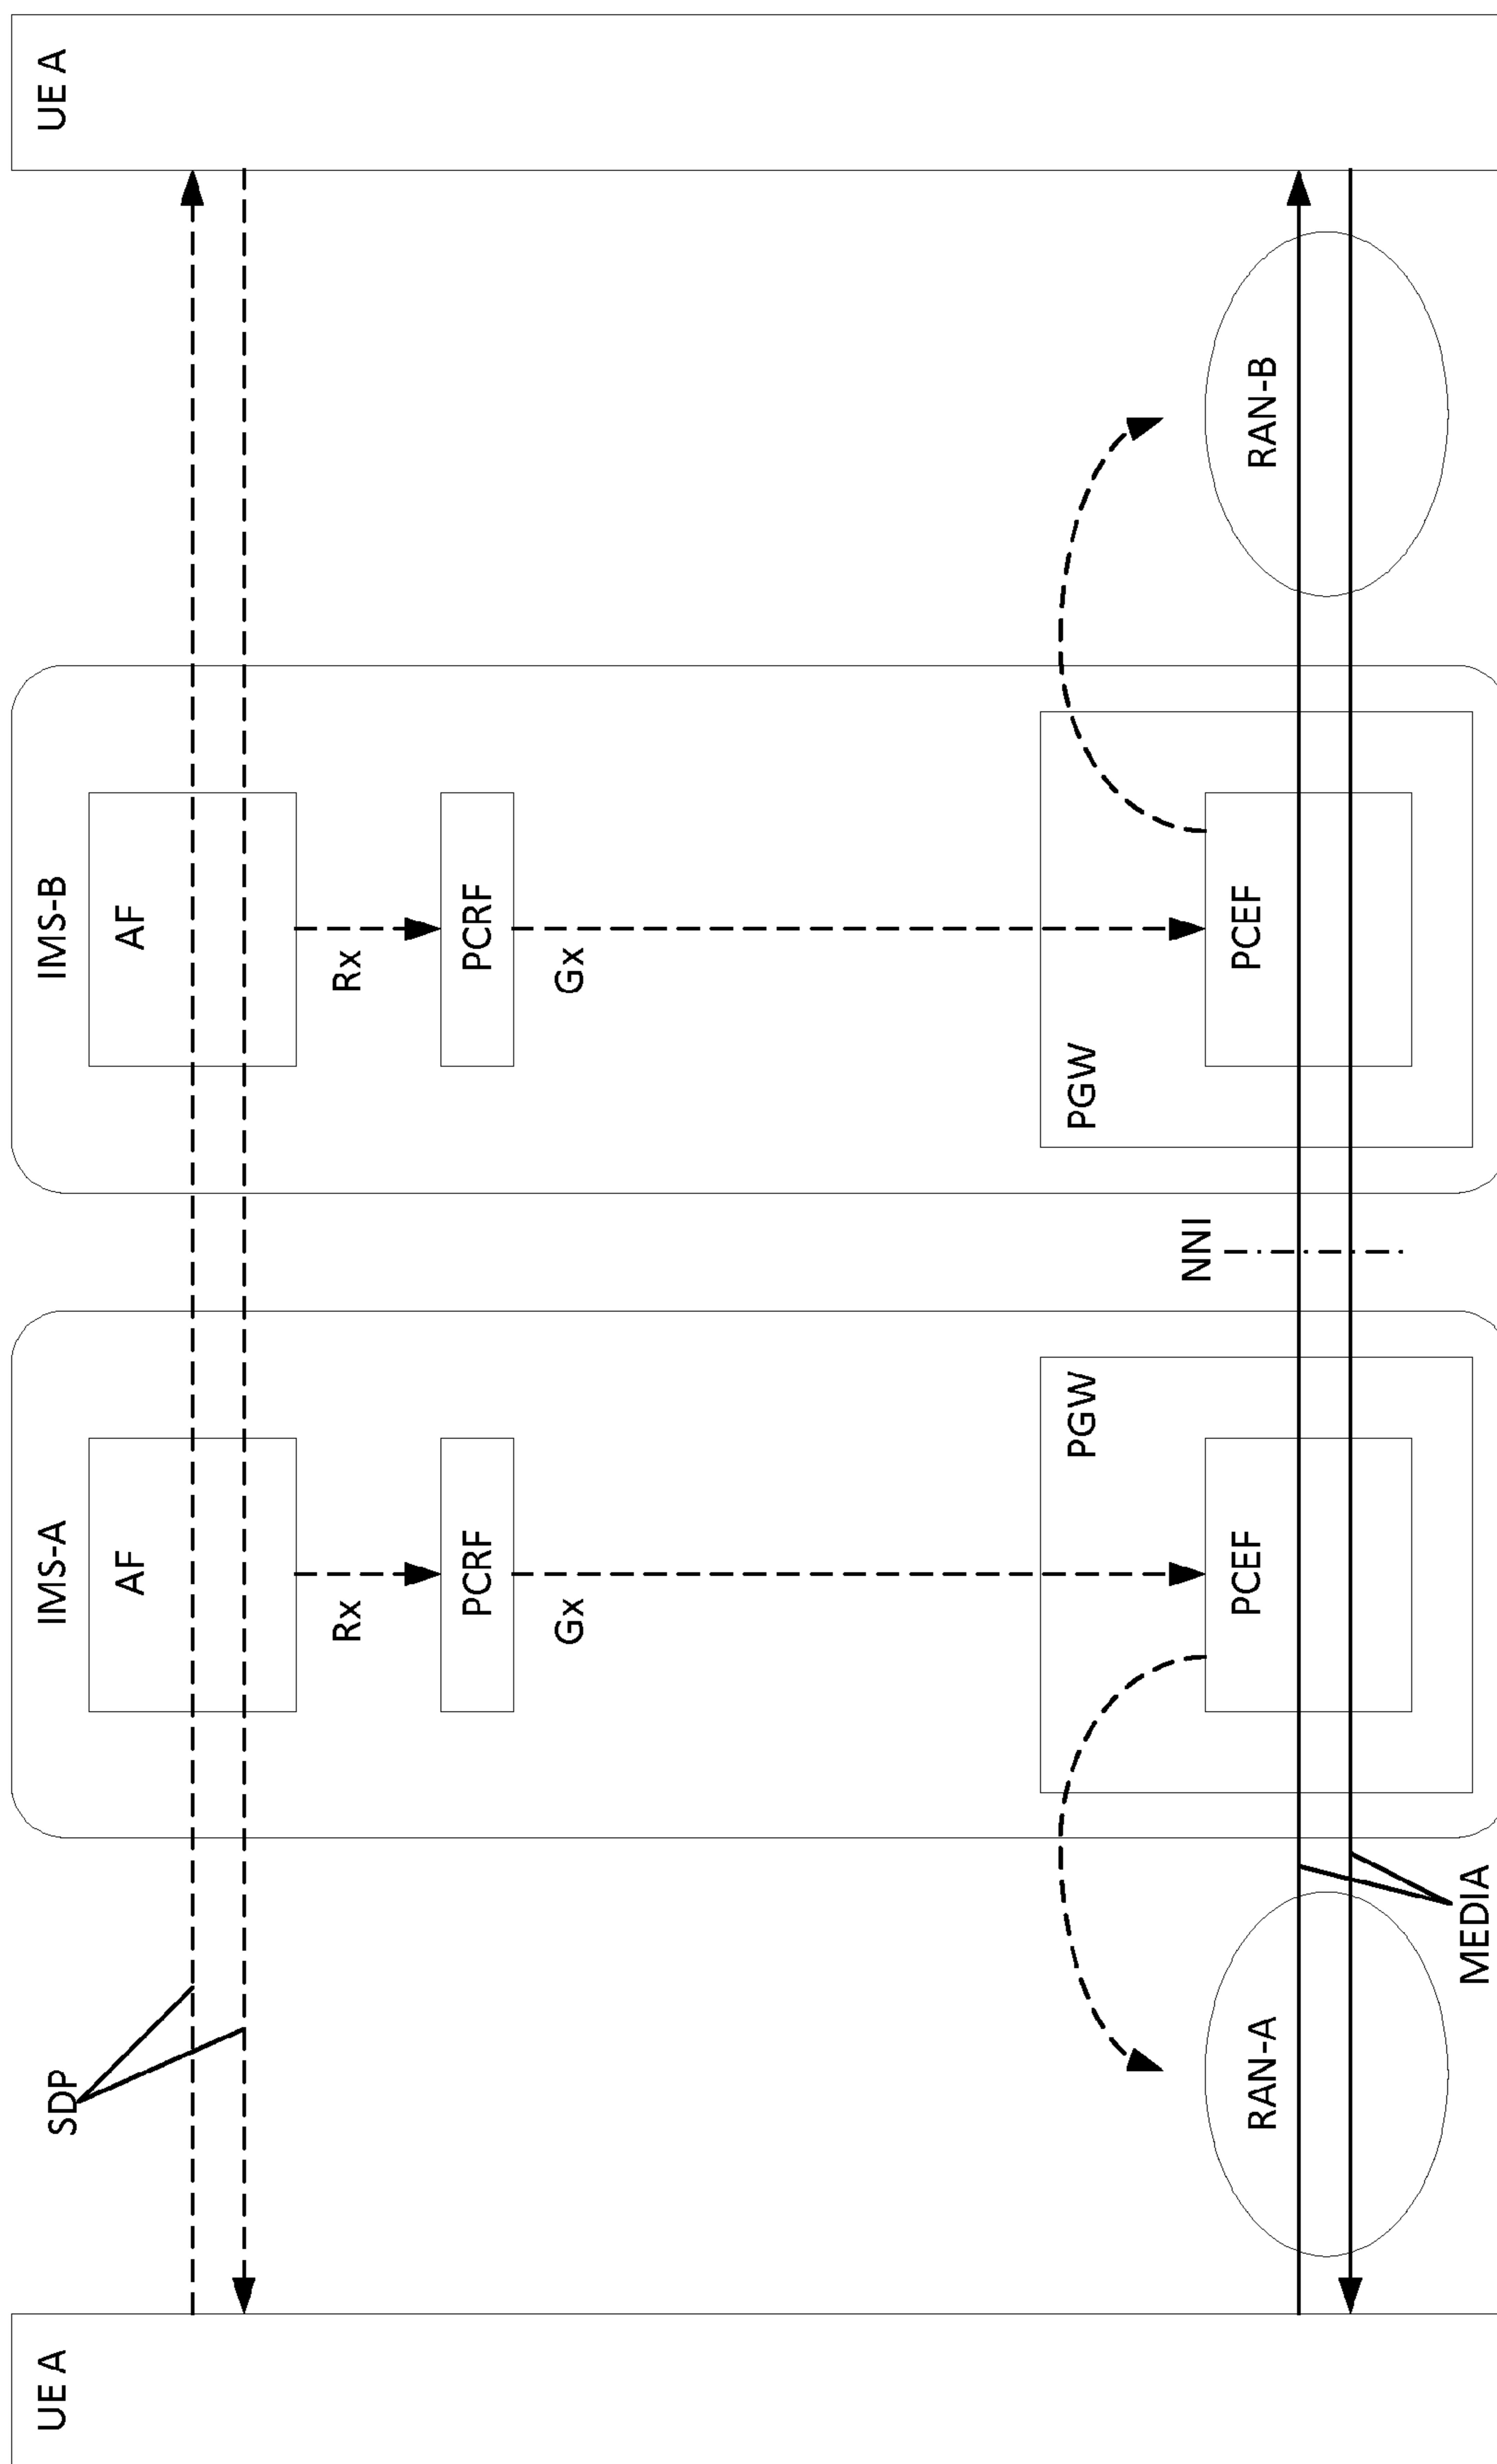 UE A
SDP
IMS-A
AF
Rx
PCRF
Gx
PGW
PCEF
RAN-A
MEDIA
NNI
IMS-B
AF
Rx
PCRF
Gx
PGW
PCEF
RAN-B
UE A